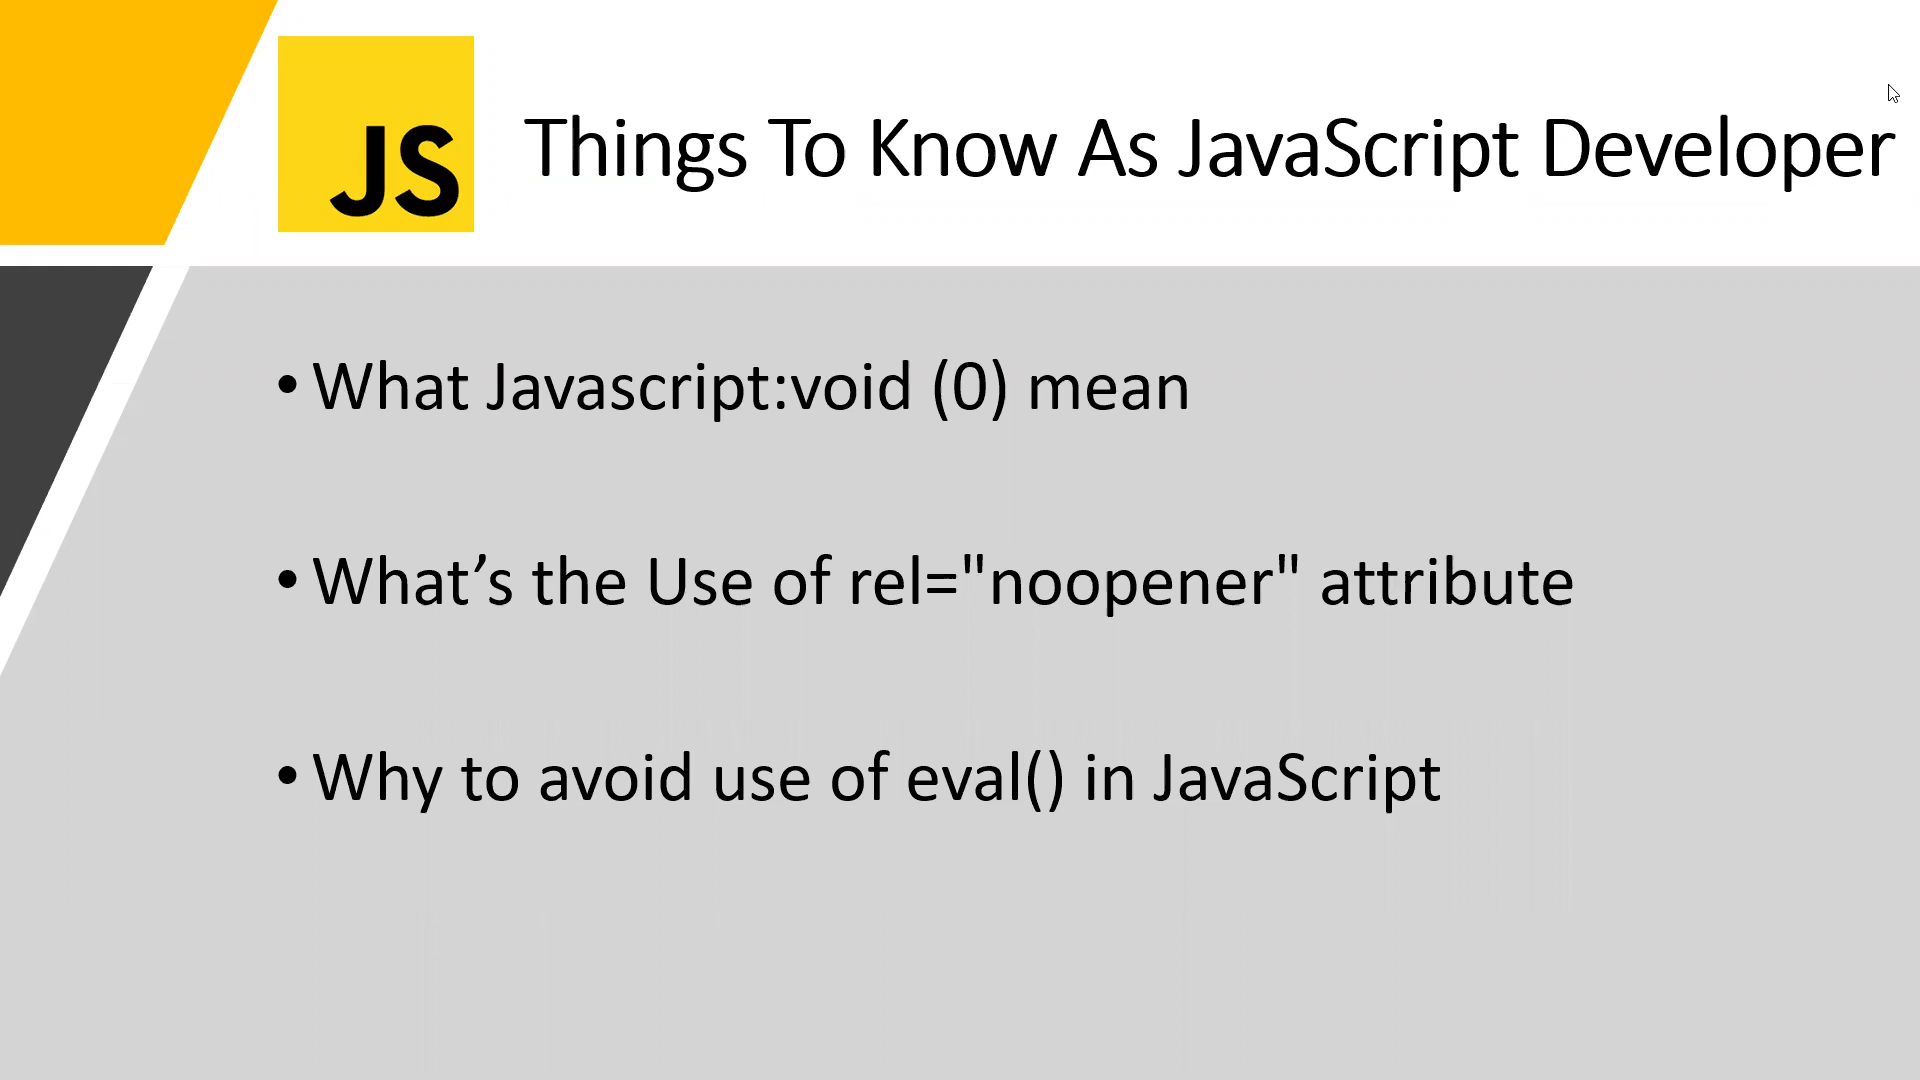 JS
Things To Know As JavaScript Developer
• What Javascript:void (0) mean
• What’s the Use of rel="noopener" attribute
• Why to avoid use of eval() in JavaScript